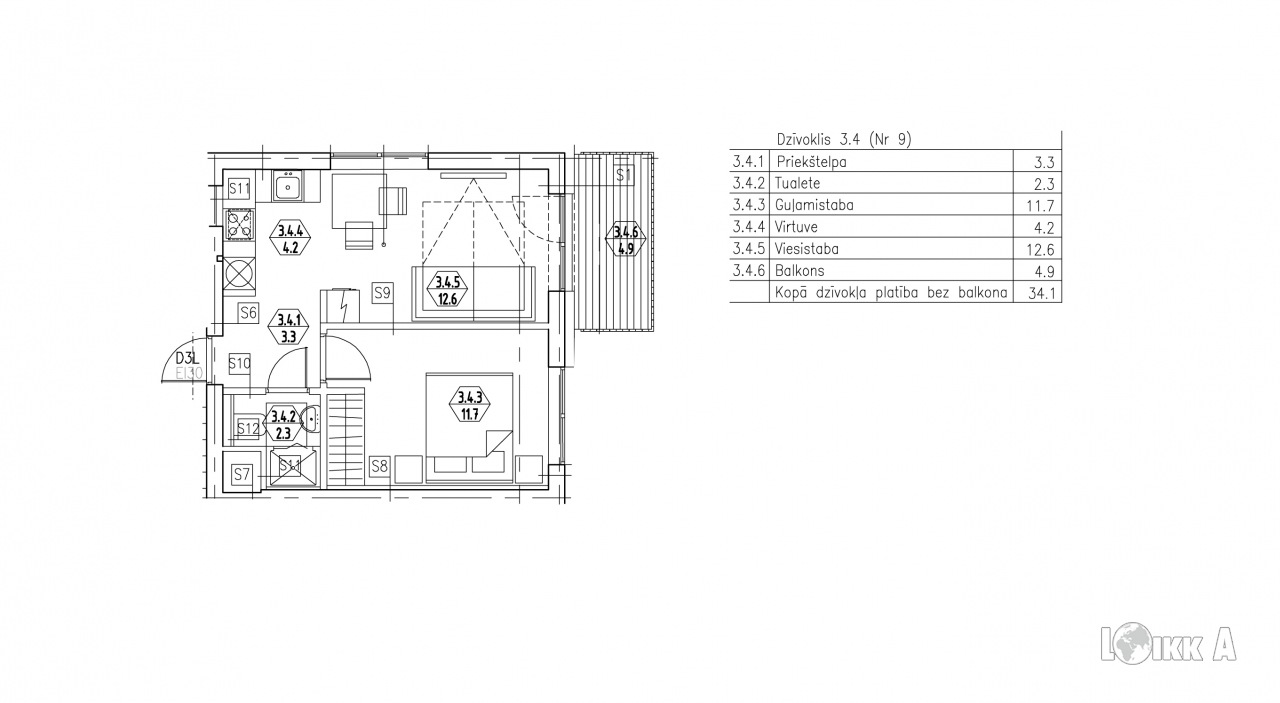 S11
3.4.4
4.2
S1
3.4.6
4.9
3.4.5
12.6
S9
S6
3.4.1
3.3
D3L
EI30
S10
3.4.3
11.7
3.4.2
2.3
S12
S7
S11
S8
Dzīvoklis 3.4 (Nr 9)
3.4.1 Priekštelpa 3.3
3.4.2 Tualete 2.3
3.4.3 Guļamistaba 11.7
3.4.4 Virtuve 4.2
3.4.5 Viesistaba 12.6
3.4.6 Balkons 4.9
Kopā dzīvokļa platība bez balkona 34.1
LOIKK A